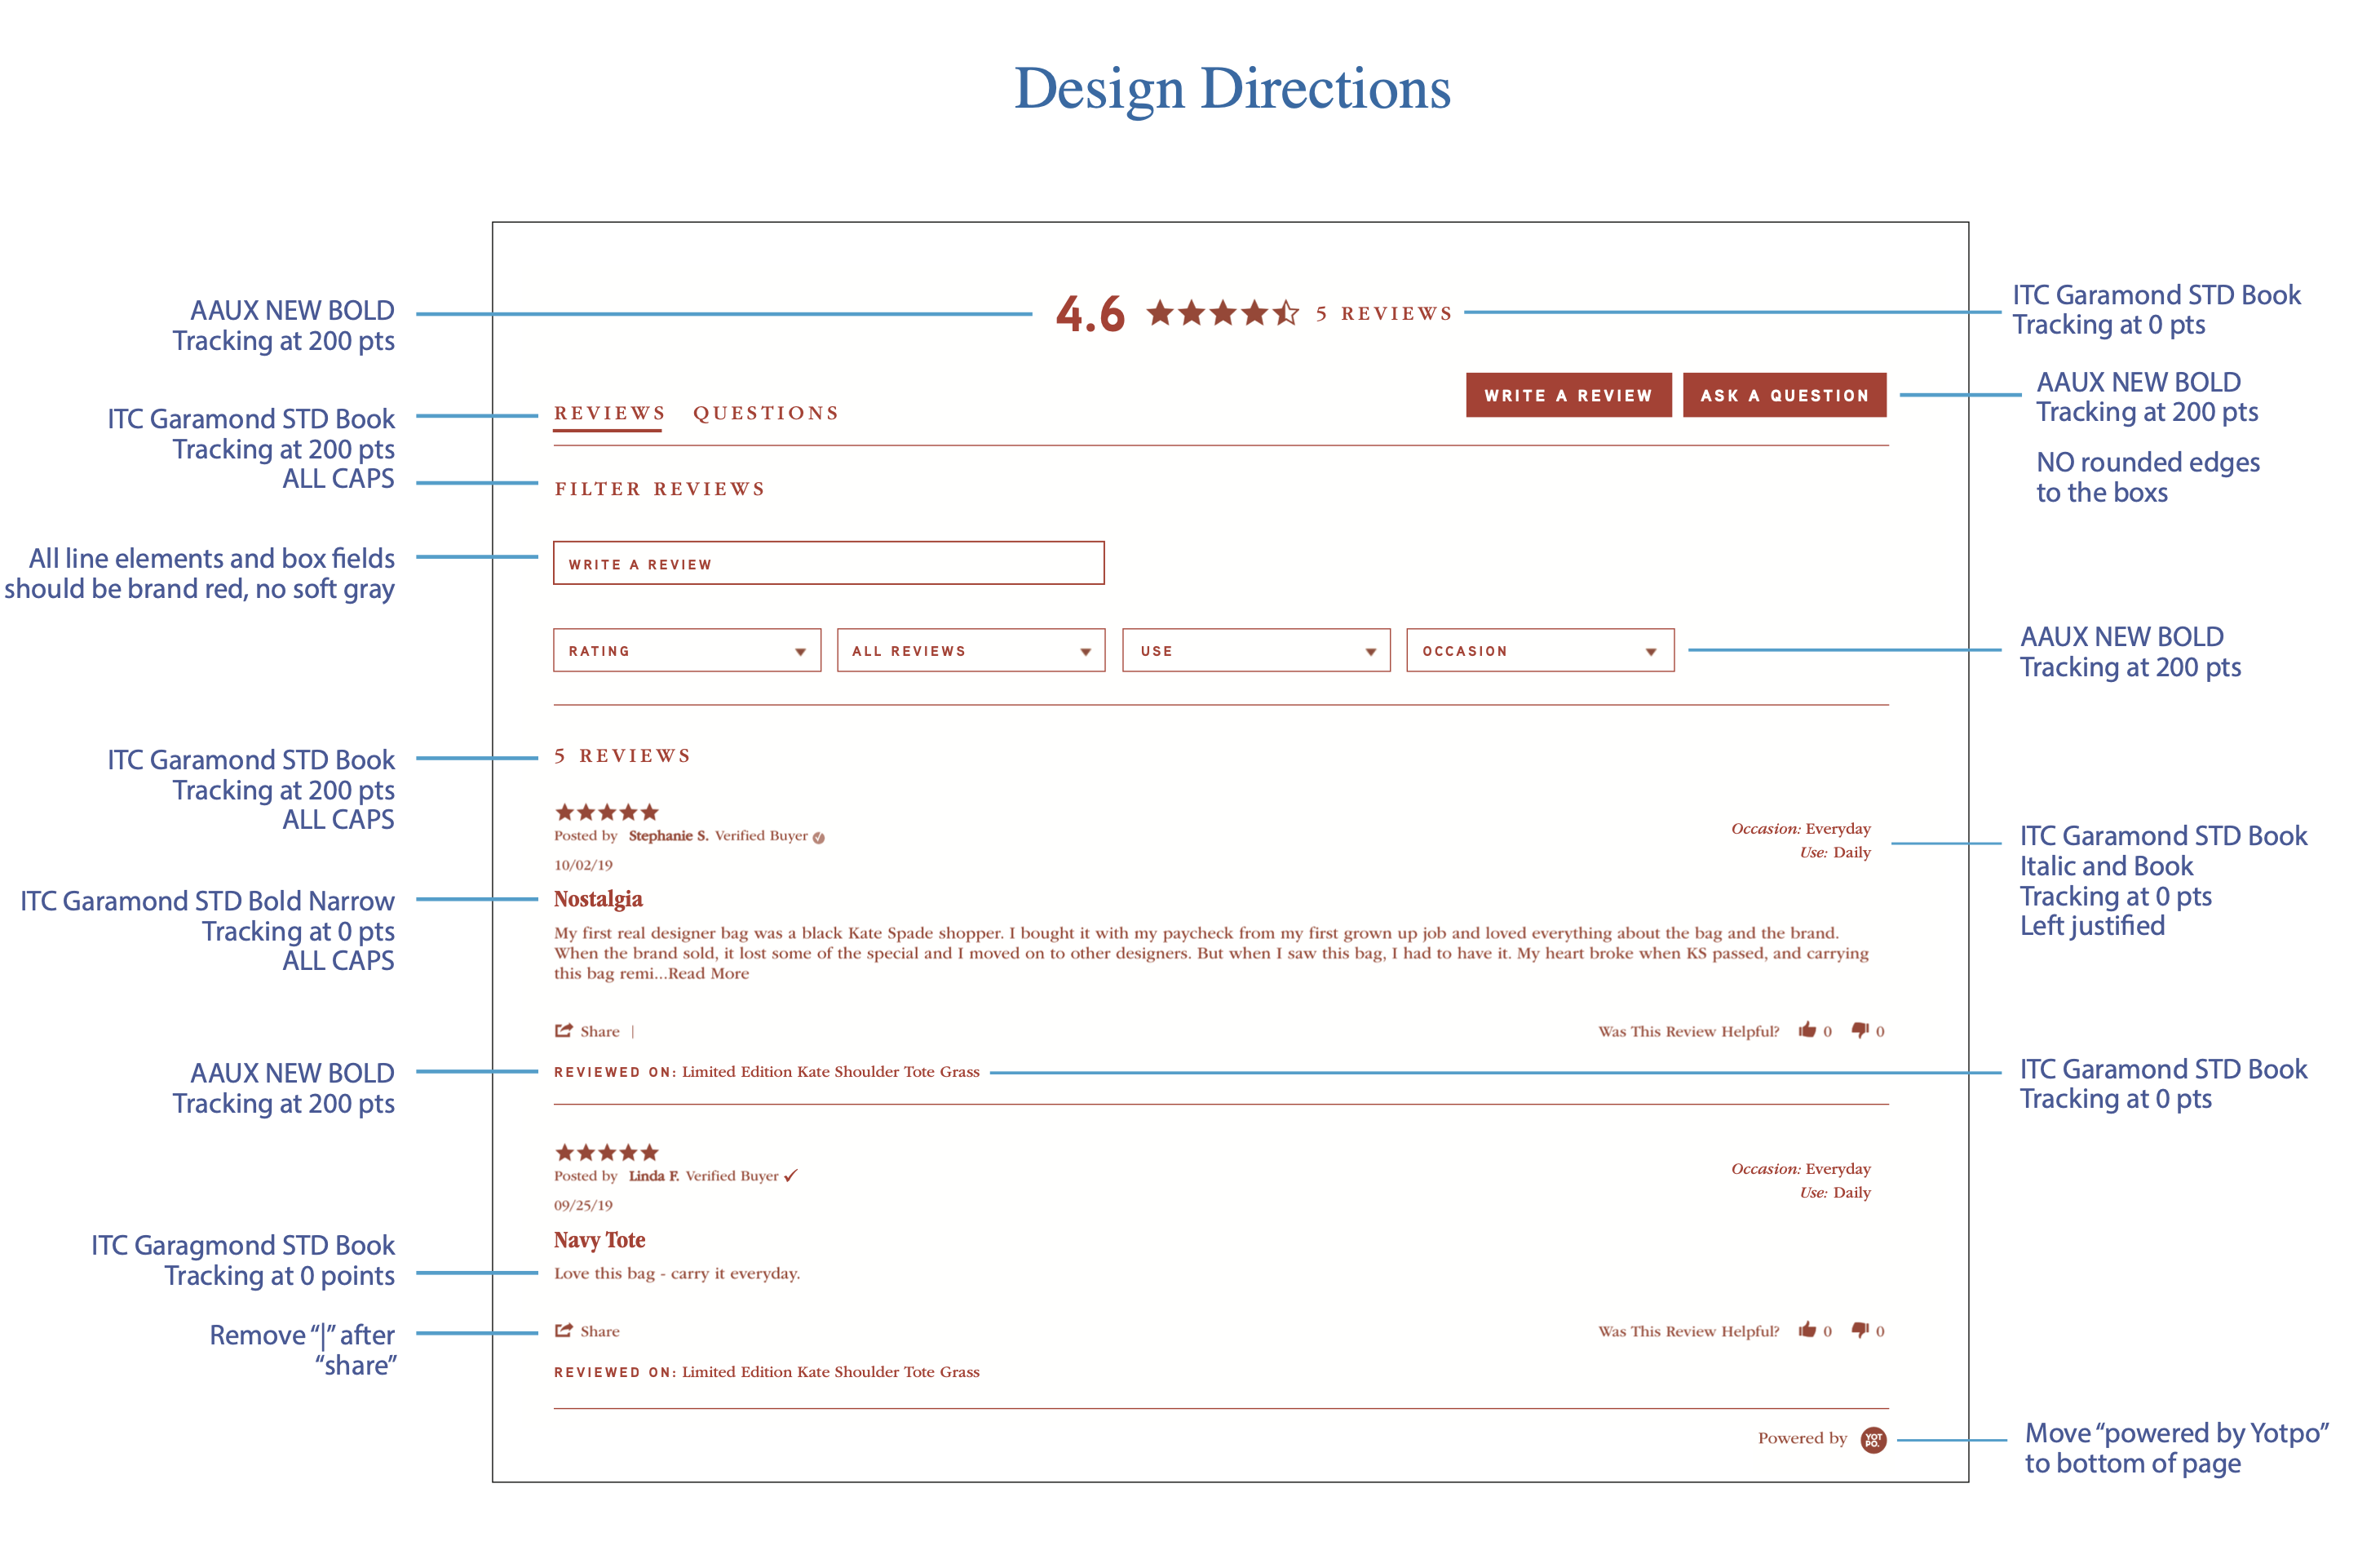 Design Directions
AAUX NEW BOLD
Tracking at 200 pts
4.6
5 REVIEWS
ITC Garamond STD Book
Tracking at 0 pts
ITC Garamond STD Book
Tracking at 200 pts
ALL CAPS
REVIEWS QUESTIONS
WRITE A REVIEW
ASK A QUESTION
AAUX NEW BOLD
Tracking at 200 pts
NO rounded edges
to the boxs
FILTER REVIEWS
All line elements and box fields
should be brand red, no soft gray
WRITE A REVIEW
RATING
ALL REVIEWS
USE
OCCASION
AAUX NEW BOLD
Tracking at 200 pts
ITC Garamond STD Book
Tracking at 200 pts
ALL CAPS
5 REVIEWS
Posted by Stephanie S. Verified Buyer
10/02/19
Occasion: Everyday
Use: Daily
ITC Garamond STD Book
Italic and Book
Tracking at 0 pts
Left justified
ITC Garamond STD Bold Narrow
Tracking at 0 pts
ALL CAPS
Nostalgia
My first real designer bag was a black Kate Spade shopper. I bought it with my paycheck from my first grown up job and loved everything about the bag and the brand.
When the brand sold, it lost some of the special and I moved on to other designers. But when I saw this bag, I had to have it. My heart broke when KS passed, and carrying
this bag remi...Read More
Share |
Was This Review Helpful? 0 0
AAUX NEW BOLD
Tracking at 200 pts
REVIEWED ON: Limited Edition Kate Shoulder Tote Grass
ITC Garamond STD Book
Tracking at 0 pts
Posted by Linda F. Verified Buyer
09/25/19
Occasion: Everyday
Use: Daily
Navy Tote
ITC Garagmond STD Book
Tracking at 0 points
Love this bag - carry it everyday.
Remove “|” after
“share”
Share
Was This Review Helpful? 0 0
REVIEWED ON: Limited Edition Kate Shoulder Tote Grass
Powered by
YOT
PO.
Move “powered by Yotpo”
to bottom of page